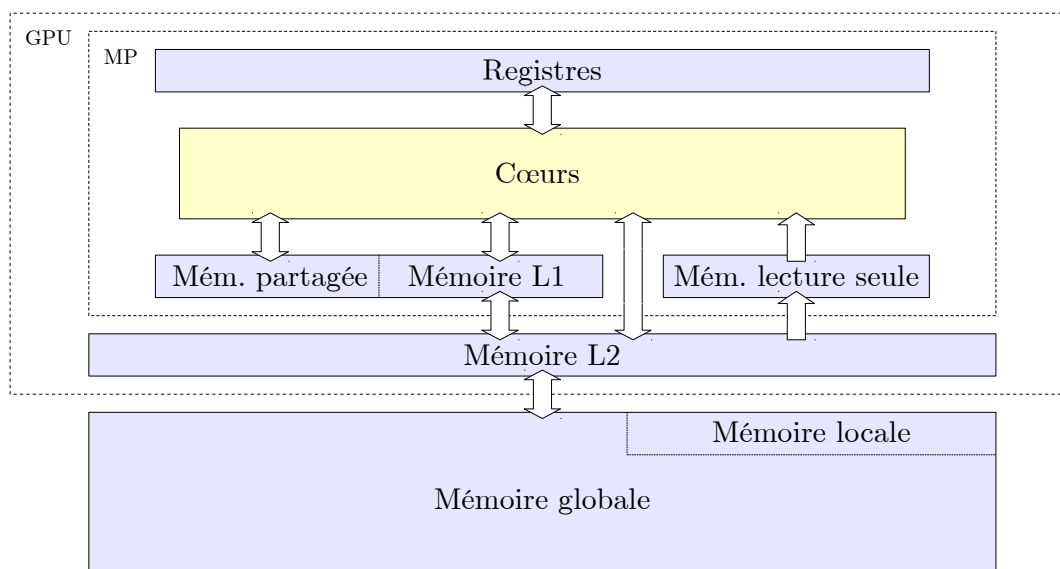 GPU
MP
Registres
Cœurs
Mém. partagée
Mémoire L1
Mém. lecture seule
Mémoire L2
Mémoire locale
Mémoire globale